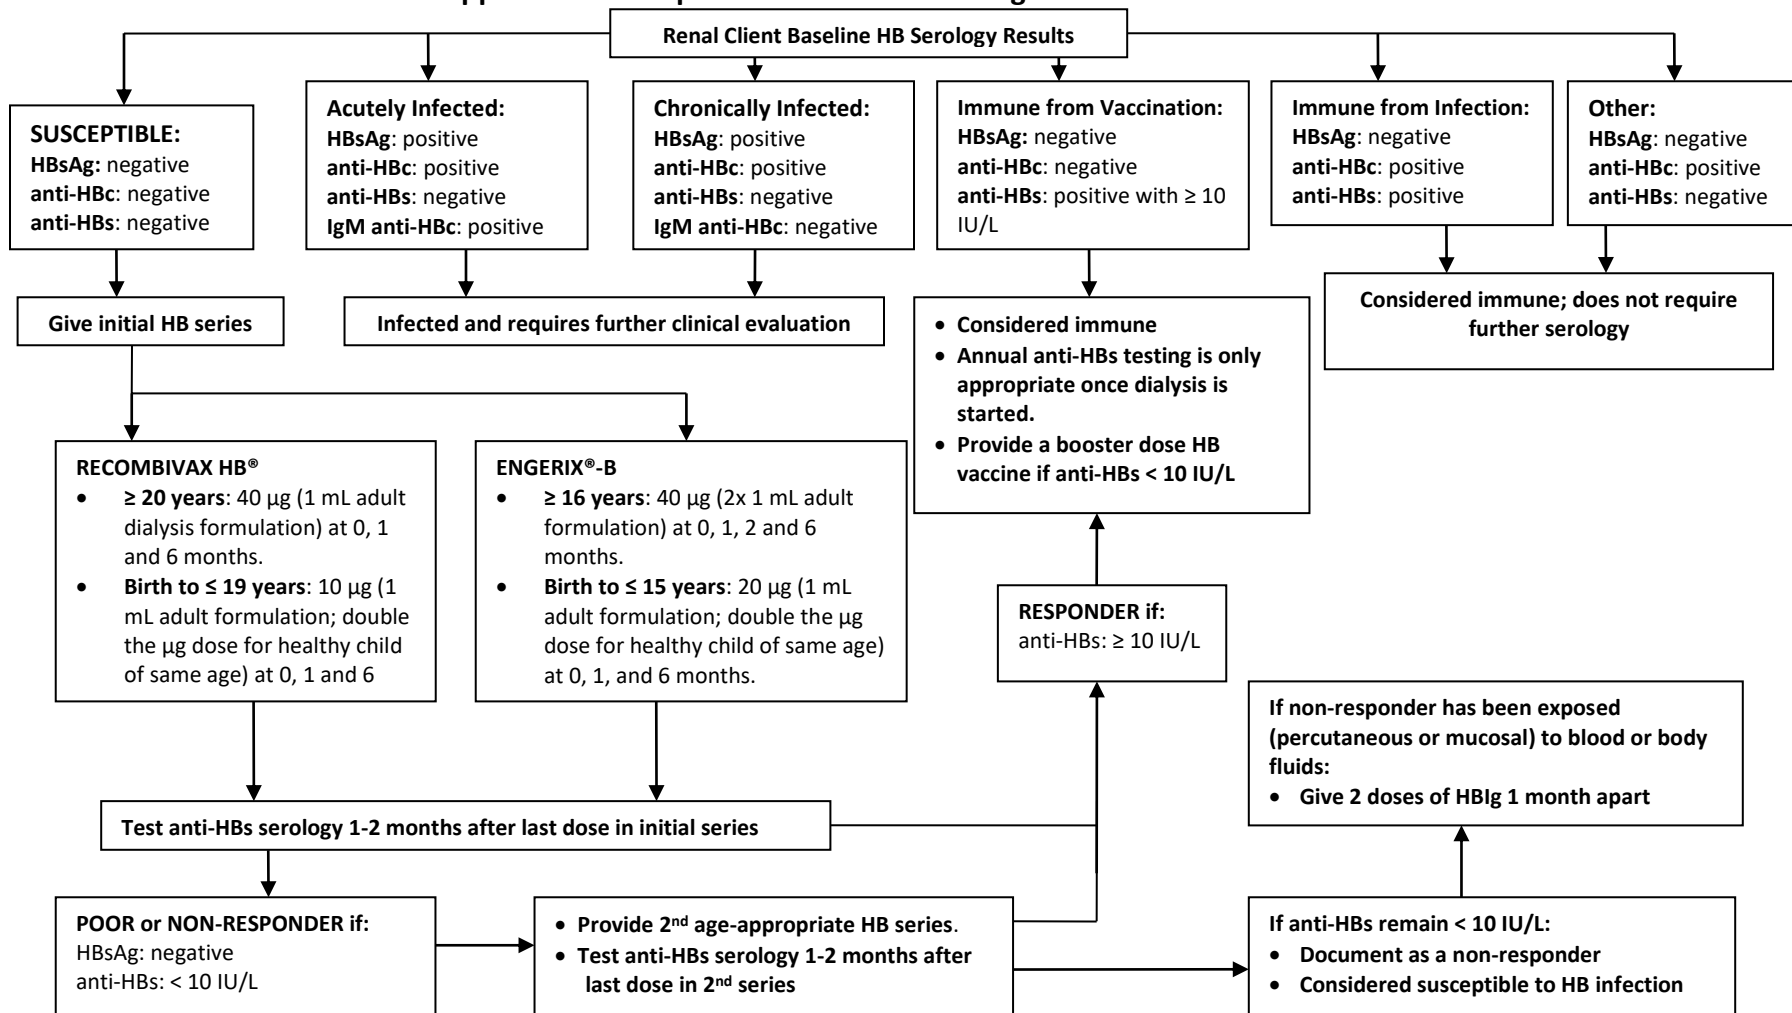 Renal Client Baseline HB Serology Results
SUSCEPTIBLE:
HBsAg: negative
anti-HBc: negative
anti-HBs: negative
Acutely Infected:
HBsAg: positive
anti-HBc: positive
anti-HBs: negative
IgM anti-HBc: positive
Chronically Infected:
HBsAg: positive
anti-HBc: positive
anti-HBs: negative
IgM anti-HBc: negative
Immune from Vaccination:
HBsAg: negative
anti-HBc: negative
anti-HBs: positive with ≥ 10
IU/L
Immune from Infection:
HBsAg: negative
anti-HBc: positive
anti-HBs: positive
Other:
HBsAg: negative
anti-HBc: positive
anti-HBs: negative
Give initial HB series
Infected and requires further clinical evaluation
• Considered immune
• Annual anti-HBs testing is only
appropriate once dialysis is
started.
• Provide a booster dose HB
vaccine if anti-HBs < 10 IU/L
Considered immune; does not require
further serology
RECOMBIVAX HB®
• ≥ 20 years: 40 µg (1 mL adult
dialysis formulation) at 0, 1
and 6 months.
• Birth to ≤ 19 years: 10 µg (1
mL adult formulation; double
the µg dose for healthy child
of same age) at 0, 1 and 6
ENGERIX®-B
• ≥ 16 years: 40 µg (2x 1 mL adult
formulation) at 0, 1, 2 and 6
months.
• Birth to ≤ 15 years: 20 µg (1 mL
adult formulation; double the µg
dose for healthy child of same age)
at 0, 1, and 6 months.
RESPONDER if:
anti-HBs: ≥ 10 IU/L
If non-responder has been exposed
(percutaneous or mucosal) to blood or body
fluids:
• Give 2 doses of HBIg 1 month apart
Test anti-HBs serology 1-2 months after last dose in initial series
POOR or NON-RESPONDER if:
HBsAg: negative
anti-HBs: < 10 IU/L
• Provide 2nd age-appropriate HB series.
• Test anti-HBs serology 1-2 months after
last dose in 2nd series
If anti-HBs remain < 10 IU/L:
• Document as a non-responder
• Considered susceptible to HB infection